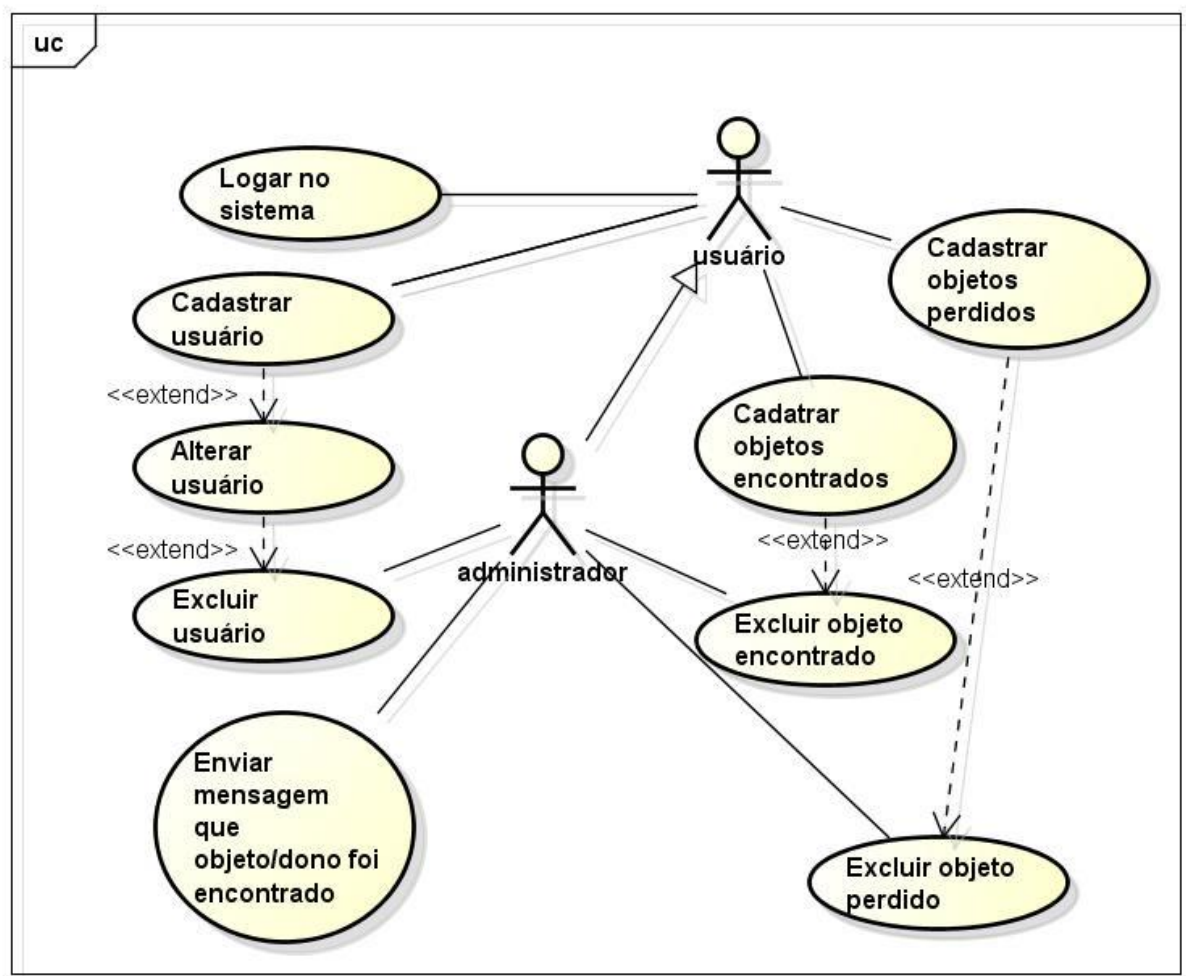 uc
Logar no
sistema
usuário
Cadastrar
objetos
perdidos
Cadastrar
usuário
<<extend>>
Cadatrar
objetos
encontrados
Alterar
usuário
<<extend>>
<<extend>>
administrador
<<extend>>
Excluir
usuário
Excluir objeto
encontrado
Enviar
mensagem
que
objeto/dono foi
encontrado
Excluir objeto
perdido